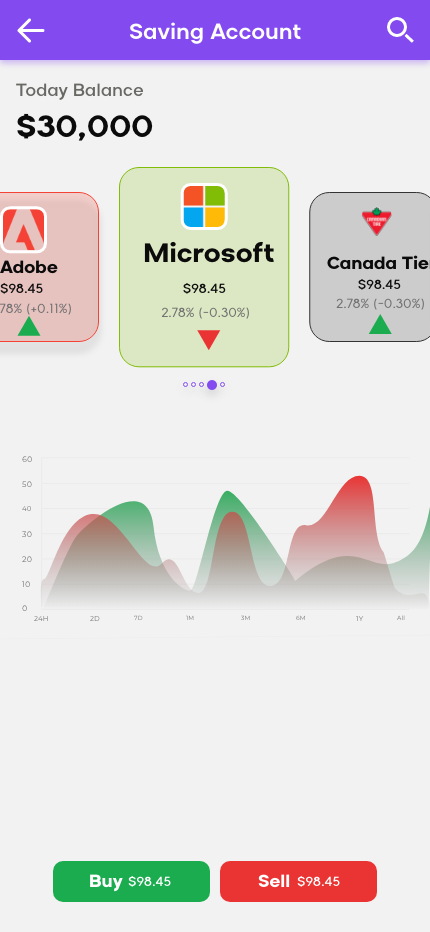 Saving Account
Today Balance
$30,000
Adobe
$98.45
78% (+0.11%)
Microsoft
$98.45
2.78% (-0.30%)
CANADIAN
TIRE
Canada Tie
$98.45
2.78% (-0.30%)
60
50
40
30
20
10
0
24H 2D 7D 1M 3M 6M 1Y All
Buy $98.45
Sell $98.45